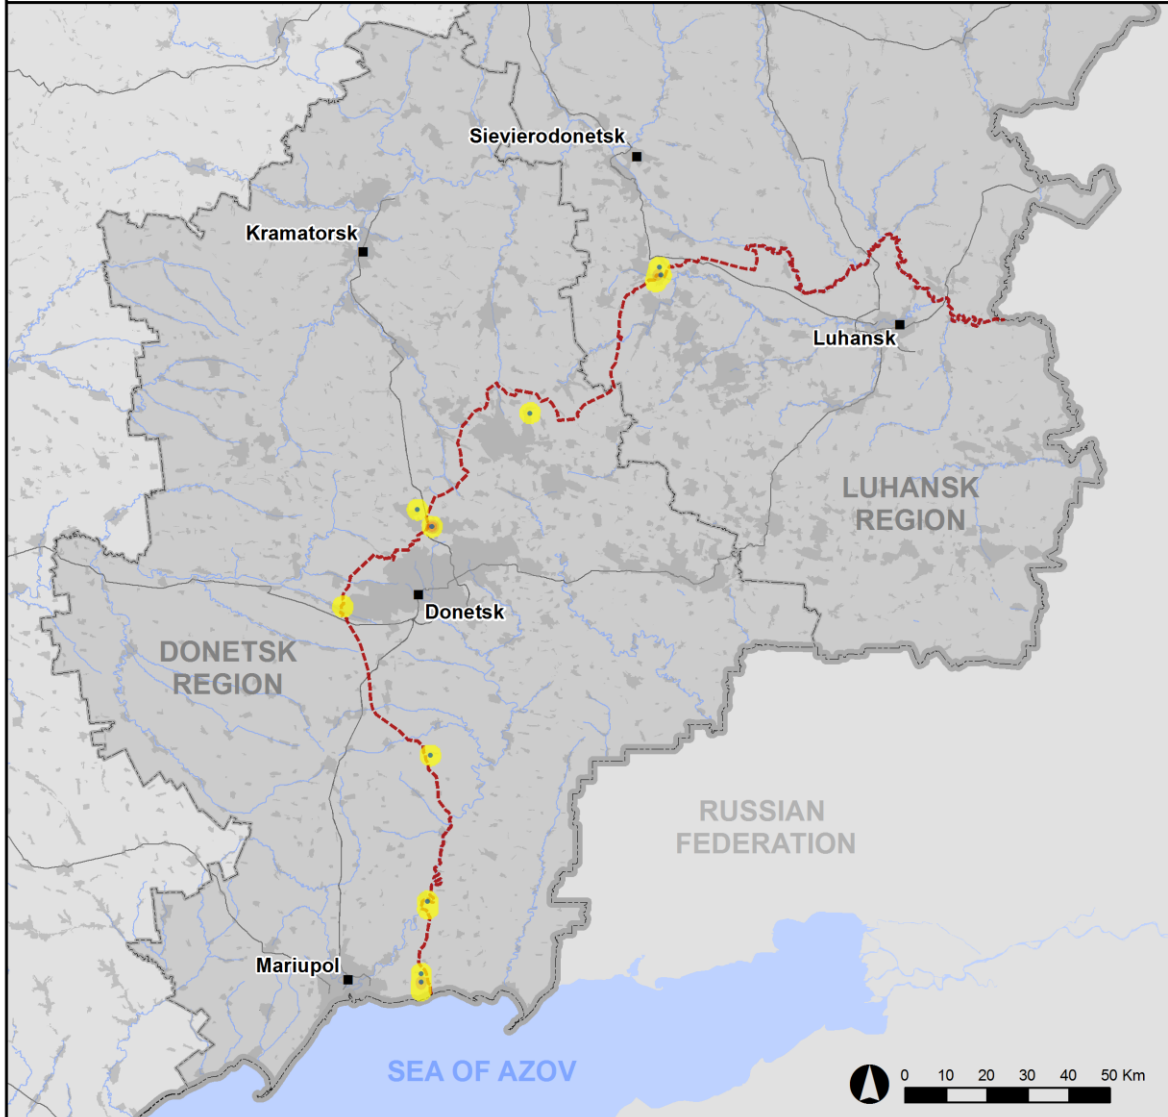 Sievierodonetsk
Kramatorsk
Luhansk
LUHANSK
REGION
Donetsk
DONETSK
REGION
RUSSIAN
FEDERATION
Mariupol
SEA OF AZOV
0 10 20 30 40 50 Km